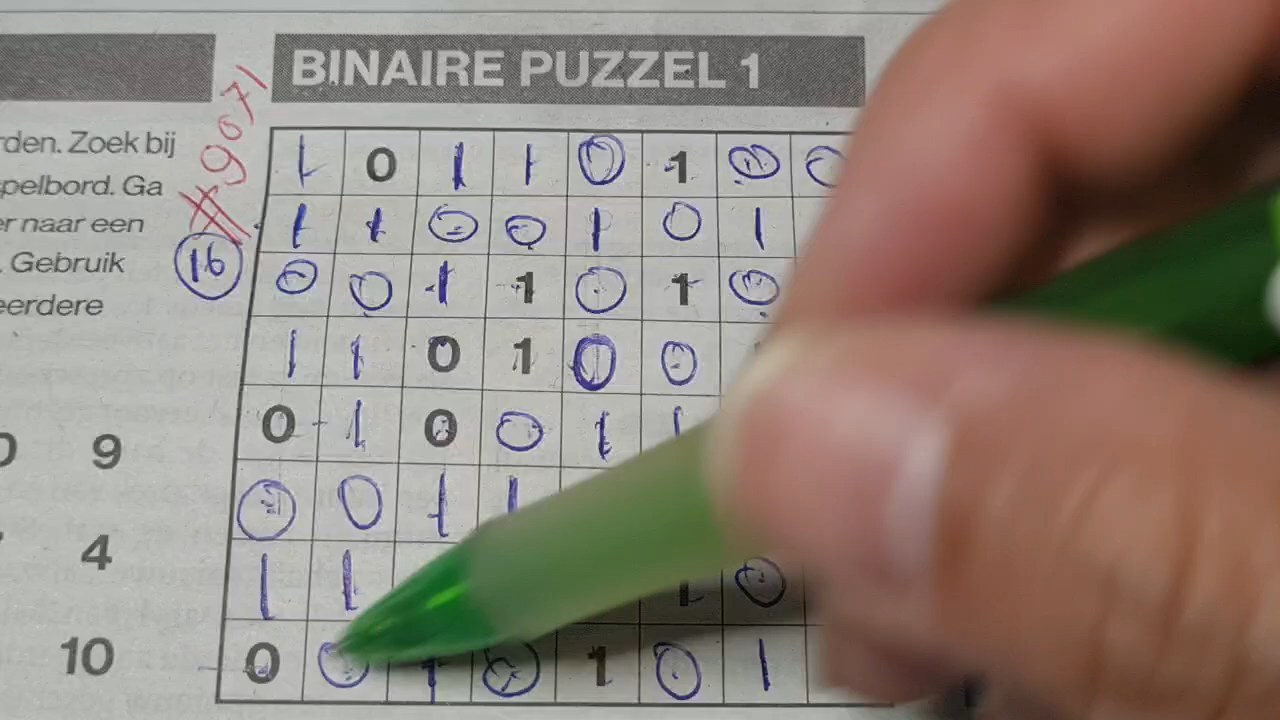 BINAIRE PUZZEL 1
#9071
rden. Zoek bij
spelbord. Ga
er naar een
. Gebruik
eerdere
16
1 0 1 1 0 1 0 0
1 1 0 0 1 0 1
0 0 1 1 0 1 0
1 1 0 1 0 0
0 1 0 0 1 1
0 0 1 1
1 1 1 0
0 0 1 0 1 0 1
0 9
4
10